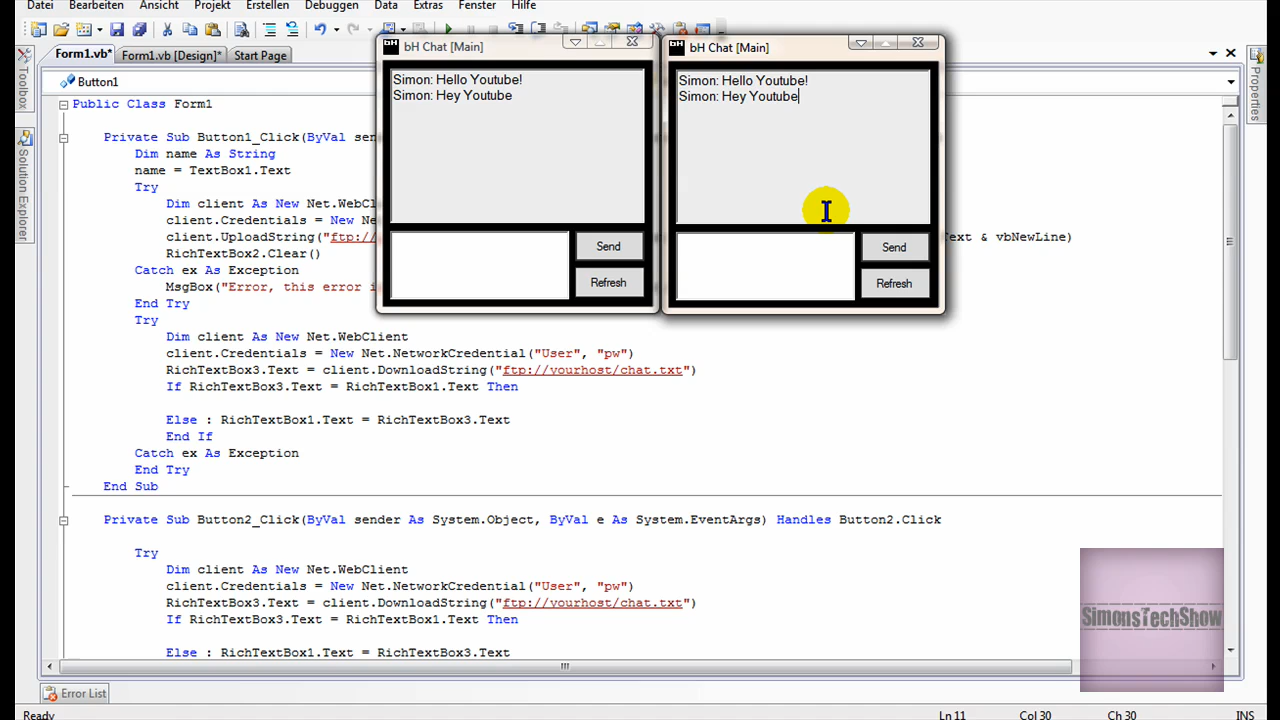 Datei Bearbeiten Ansicht Projekt Erstellen Debuggen Data Extras Fenster Hilfe
Form1.vb* Form1.vb [Design]* Start Page
Button1
Toolbox
Solution Explorer
Properties
Public Class Form1
Private Sub Button1_Click(ByVal
Dim name As String
name = TextBox1.Text
Try
Dim client As New
client.Credentials = New
client.UploadString("ftp:// Text & vbNewLine)
RichTextBox2.Clear()
Catch ex As Exception
MsgBox("Error, this error
End Try
Try
Dim client As New Net.WebClient
client.Credentials = New Net.NetworkCredential("User", "pw")
RichTextBox3.Text = client.DownloadString("ftp://yourhost/chat.txt")
If RichTextBox3.Text = RichTextBox1.Text Then
Else : RichTextBox1.Text = RichTextBox3.Text
End If
Catch ex As Exception
End Try
End Sub
Private Sub Button2_Click(ByVal sender As System.Object, ByVal e As System.EventArgs) Handles Button2.Click
Try
Dim client As New Net.WebClient
client.Credentials = New Net.NetworkCredential("User", "pw")
RichTextBox3.Text = client.DownloadString("ftp://yourhost/chat.txt")
If RichTextBox3.Text = RichTextBox1.Text Then
Else : RichTextBox1.Text = RichTextBox3.Text
bH bH Chat [Main]
Simon: Hello Youtube!
Simon: Hey Youtube
Send
Refresh
bH bH Chat [Main]
Simon: Hello Youtube!
Simon: Hey Youtube
Send
Refresh
SimonsTechShow
Error List
Ready Ln 11 Col 30 Ch 30 INS